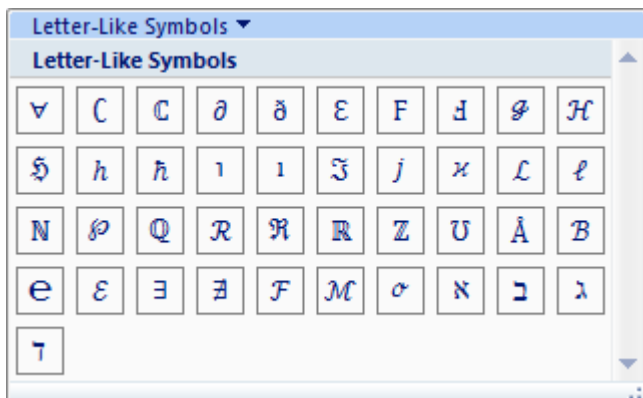 Letter-Like Symbols
Letter-Like Symbols
∀ ∁ ℂ ∂ ð ℇ F Ⅎ ℊ ℋ
ℌ ℎ ℏ ℩ ı ℑ j ϰ ℒ ℓ
ℕ ℘ ℚ ℛ ℜ ℝ ℤ ℧ Å ℬ
℮ ℰ ∃ ∄ ℱ ℳ ℴ ℵ ℶ ℷ
ℸ